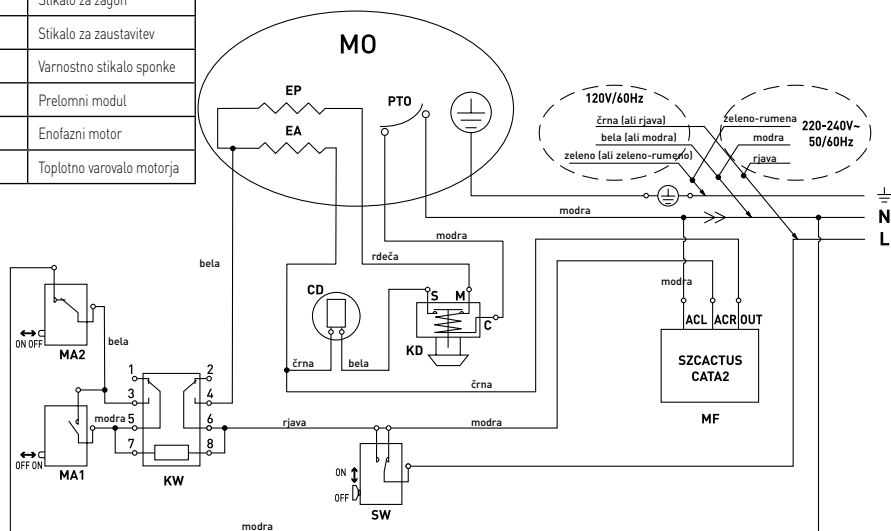 Stikalo za zagon
Stikalo za zaustavitev
Varnostno stikalo sponke
Prelomni modul
Enofazni motor
Toplotno varovalo motorja
MO
EP
EA
PTO
120V/60Hz
črna (ali rjava)
bela (ali modra)
zeleno (ali zeleno-rumeno)
zeleno-rumena
modra
rjava
220-240V~
50/60Hz
modra
N
L
modra
rdeča
bela
modra
CD
S M
C
KD
črna
bela
črna
ACL ACR OUT
SZCACTUS
CATA2
MF
ON OFF
MA2
bela
1 2
3 4
modra 5 6
7 8
OFF ON
MA1
KW
rjava
modra
ON
OFF
SW
modra